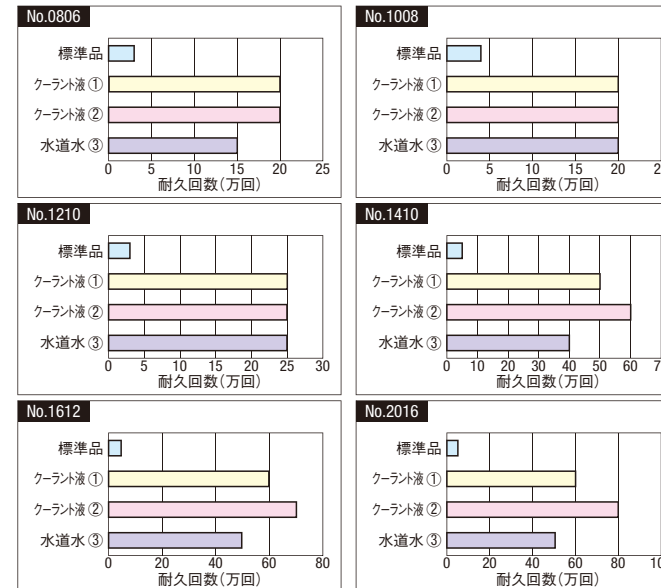 No.0806
標準品
クーラント液①
クーラント液②
水道水③
0 5 10 15 20 25
耐久回数(万回)
No.1008
標準品
クーラント液①
クーラント液②
水道水③
0 5 10 15 20
耐久回数(万回)
No.1210
標準品
クーラント液①
クーラント液②
水道水③
0 5 10 15 20 25 30
耐久回数(万回)
No.1410
標準品
クーラント液①
クーラント液②
水道水③
0 10 20 30 40 50 60
耐久回数(万回)
No.1612
標準品
クーラント液①
クーラント液②
水道水③
0 20 40 60 80
耐久回数(万回)
No.2016
標準品
クーラント液①
クーラント液②
水道水③
0 20 40 60 80
耐久回数(万回)